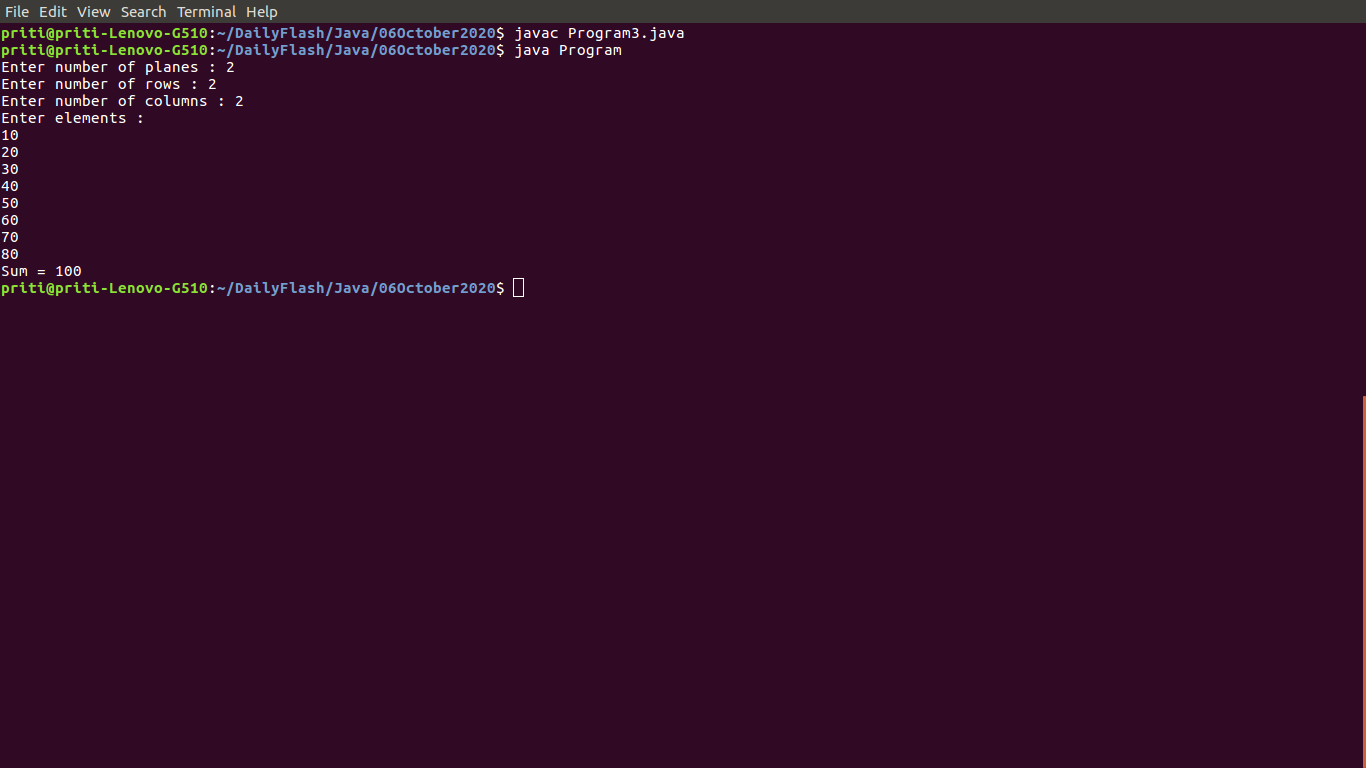 File Edit View Search Terminal Help
priti@priti-Lenovo-G510:~/DailyFlash/Java/06October2020$ javac Program3.java
priti@priti-Lenovo-G510:~/DailyFlash/Java/06October2020$ java Program
Enter number of planes : 2
Enter number of rows : 2
Enter number of columns : 2
Enter elements :
10
20
30
40
50
60
70
80
Sum = 100
priti@priti-Lenovo-G510:~/DailyFlash/Java/06October2020$